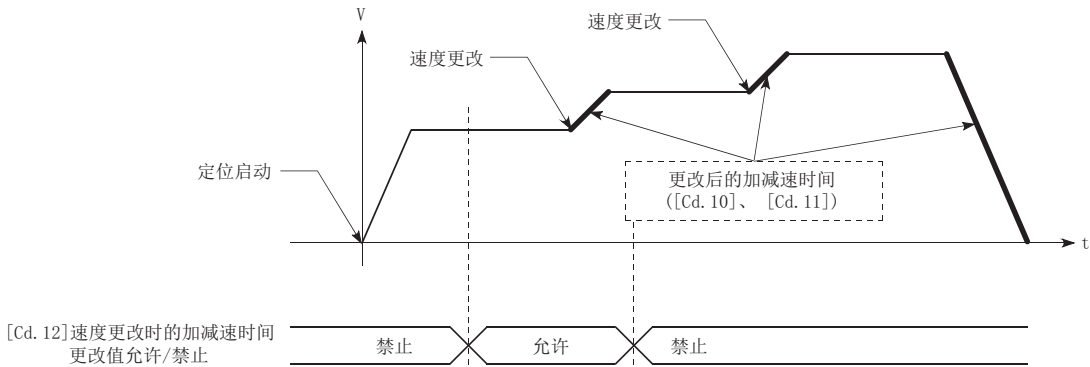 V
速度更改
速度更改
定位启动
更改后的加减速时间
([Cd.10]、 [Cd.11])
t
[Cd.12]速度更改时的加减速时间
更改值允许/禁止
禁止
允许
禁止